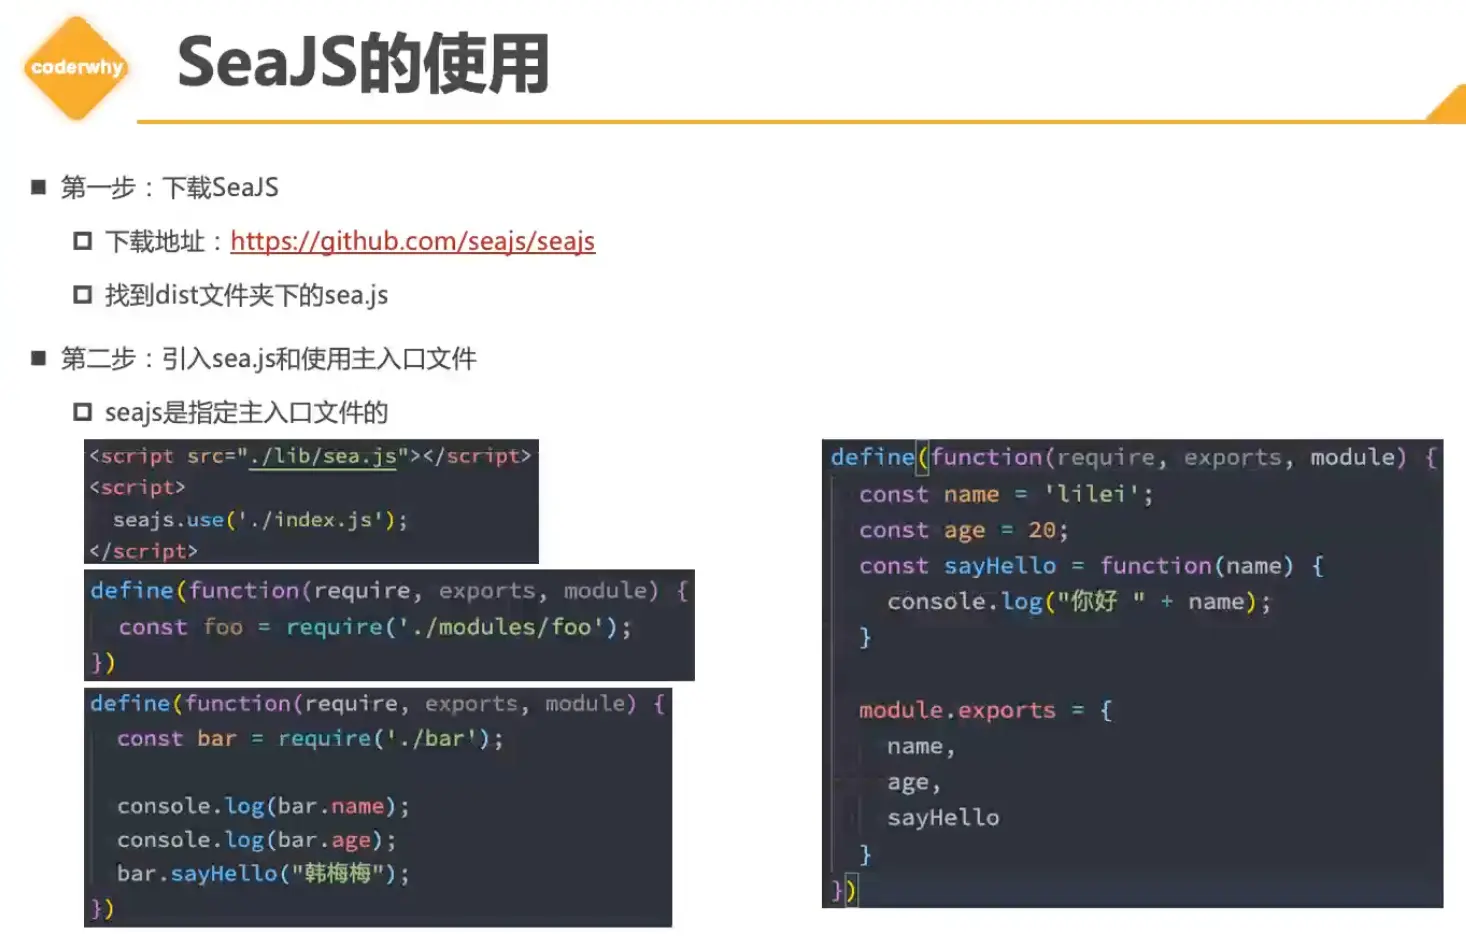 coderwhy
SeaJS的使用
第一步：下载SeaJS
下载地址：https://github.com/seajs/seajs
找到dist文件夹下的sea.js
第二步：引入sea.js和使用主入口文件
seajs是指定主入口文件的
<script src="./lib/sea.js"></script>
<script>
  seajs.use('./index.js');
</script>
define(function(require, exports, module) {
  const foo = require('./modules/foo');
})
define(function(require, exports, module) {
  const bar = require('./bar');
  console.log(bar.name);
  console.log(bar.age);
  bar.sayHello("韩梅梅");
})
define(function(require, exports, module) {
  const name = 'lilei';
  const age = 20;
  const sayHello = function(name) {
    console.log("你好 " + name);
  }
  module.exports = {
    name,
    age,
    sayHello
  }
})